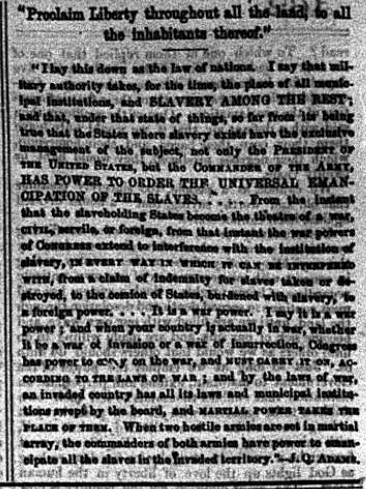 "Proclaim Liberty throughout all the land, to all
the inhabitants thereof."
"I lay this down as the law of nations. I say that mil-
itary authority takes, for the time, the place of all munic-
ipal institutions, and SLAVERY AMONG THE REST;
and that, under that state of things, so far from its being
true that the States where slavery exists have the exclusive
management of the subject, not only the PRESIDENT OF
THE UNITED STATES, but the COMMANDER OF THE ARMY,
HAS POWER TO ORDER THE UNIVERSAL EMAN-
CIPATION OF THE SLAVES. . . . . From the instant
that the slaveholding States become the theatre of a war,
CIVIL, servile, or foreign, from that instant the war powers
of CONGRESS extend to interference with the institution of
slavery, IN EVERY WAY IN WHICH IT CAN BE INTERFERED
WITH, from a claim of indemnity for slaves taken or de-
stroyed, to the cession of States, burdened with slavery, to
a foreign power. . . . It is a war power. I say it is a war
power; and when your country is actually in war, whether
it be a war of invasion or a war of insurrection, Congress
has power to carry on the war, and MUST CARRY IT ON, AC-
CORDING TO THE LAWS OF WAR; and by the laws of war,
an invaded country has all its laws and municipal institu-
tions swept by the board, and MARTIAL POWER TAKES THE
PLACE OF THEM. When two hostile armies are set in martial
array, the commanders of both armies have power to eman-
cipate all the slaves in the invaded territory."—J. Q. ADAMS.